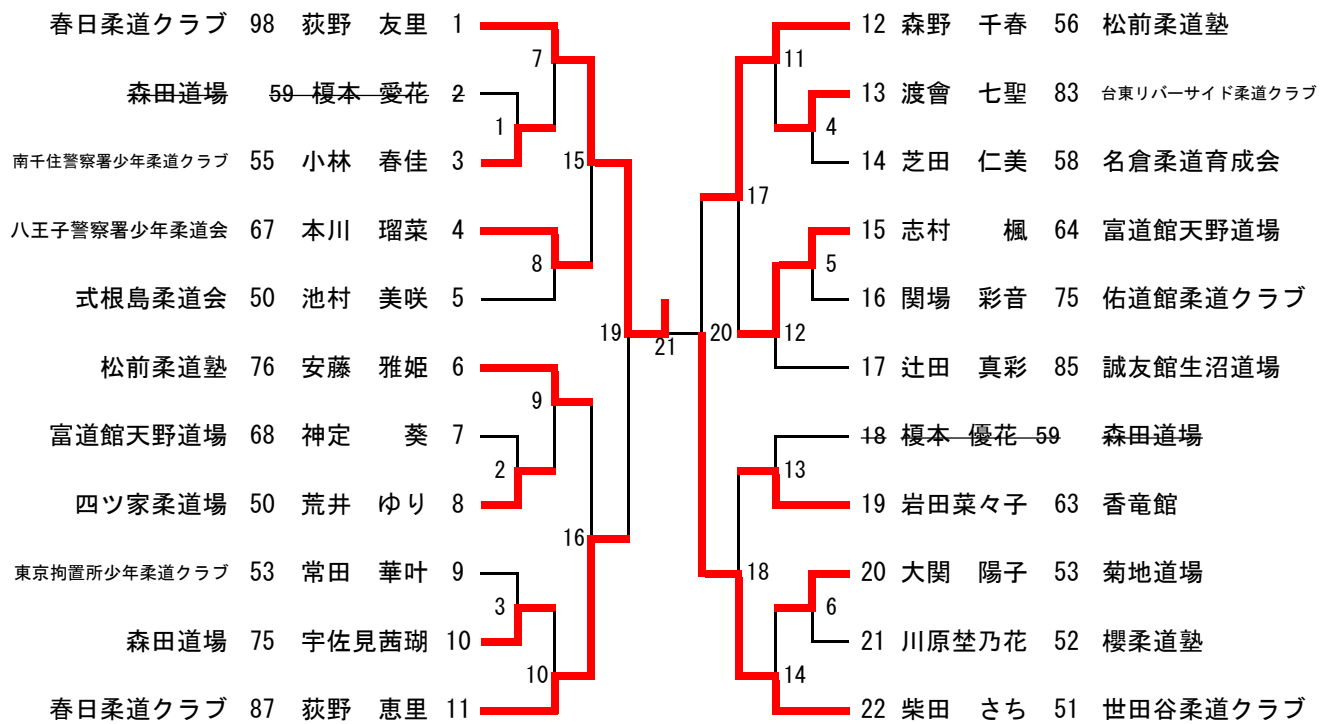 春日柔道クラブ 98 荻野 友里 1
森田道場 59 榎本 愛花 2
南千住警察署少年柔道クラブ 55 小林 春佳 3
八王子警察署少年柔道会 67 本川 瑠菜 4
式根島柔道会 50 池村 美咲 5
松前柔道塾 76 安藤 雅姫 6
富道館天野道場 68 神定 葵 7
四ツ家柔道場 50 荒井 ゆり 8
東京拘置所少年柔道クラブ 53 常田 華叶 9
森田道場 75 宇佐見茜瑚 10
春日柔道クラブ 87 荻野 恵里 11
7
1
15
8
19
9
2
16
3
10
21
20
11
4
17
5
12
13
18
6
14
12 森野 千春 56 松前柔道塾
13 渡會 七聖 83 台東リバーサイド柔道クラブ
14 芝田 仁美 58 名倉柔道育成会
15 志村 楓 64 富道館天野道場
16 関場 彩音 75 佑道館柔道クラブ
17 辻田 真彩 85 誠友館生沼道場
18 榎本 優花 59 森田道場
19 岩田菜々子 63 香竜館
20 大関 陽子 53 菊地道場
21 川原埜乃花 52 櫻柔道塾
22 柴田 さち 51 世田谷柔道クラブ